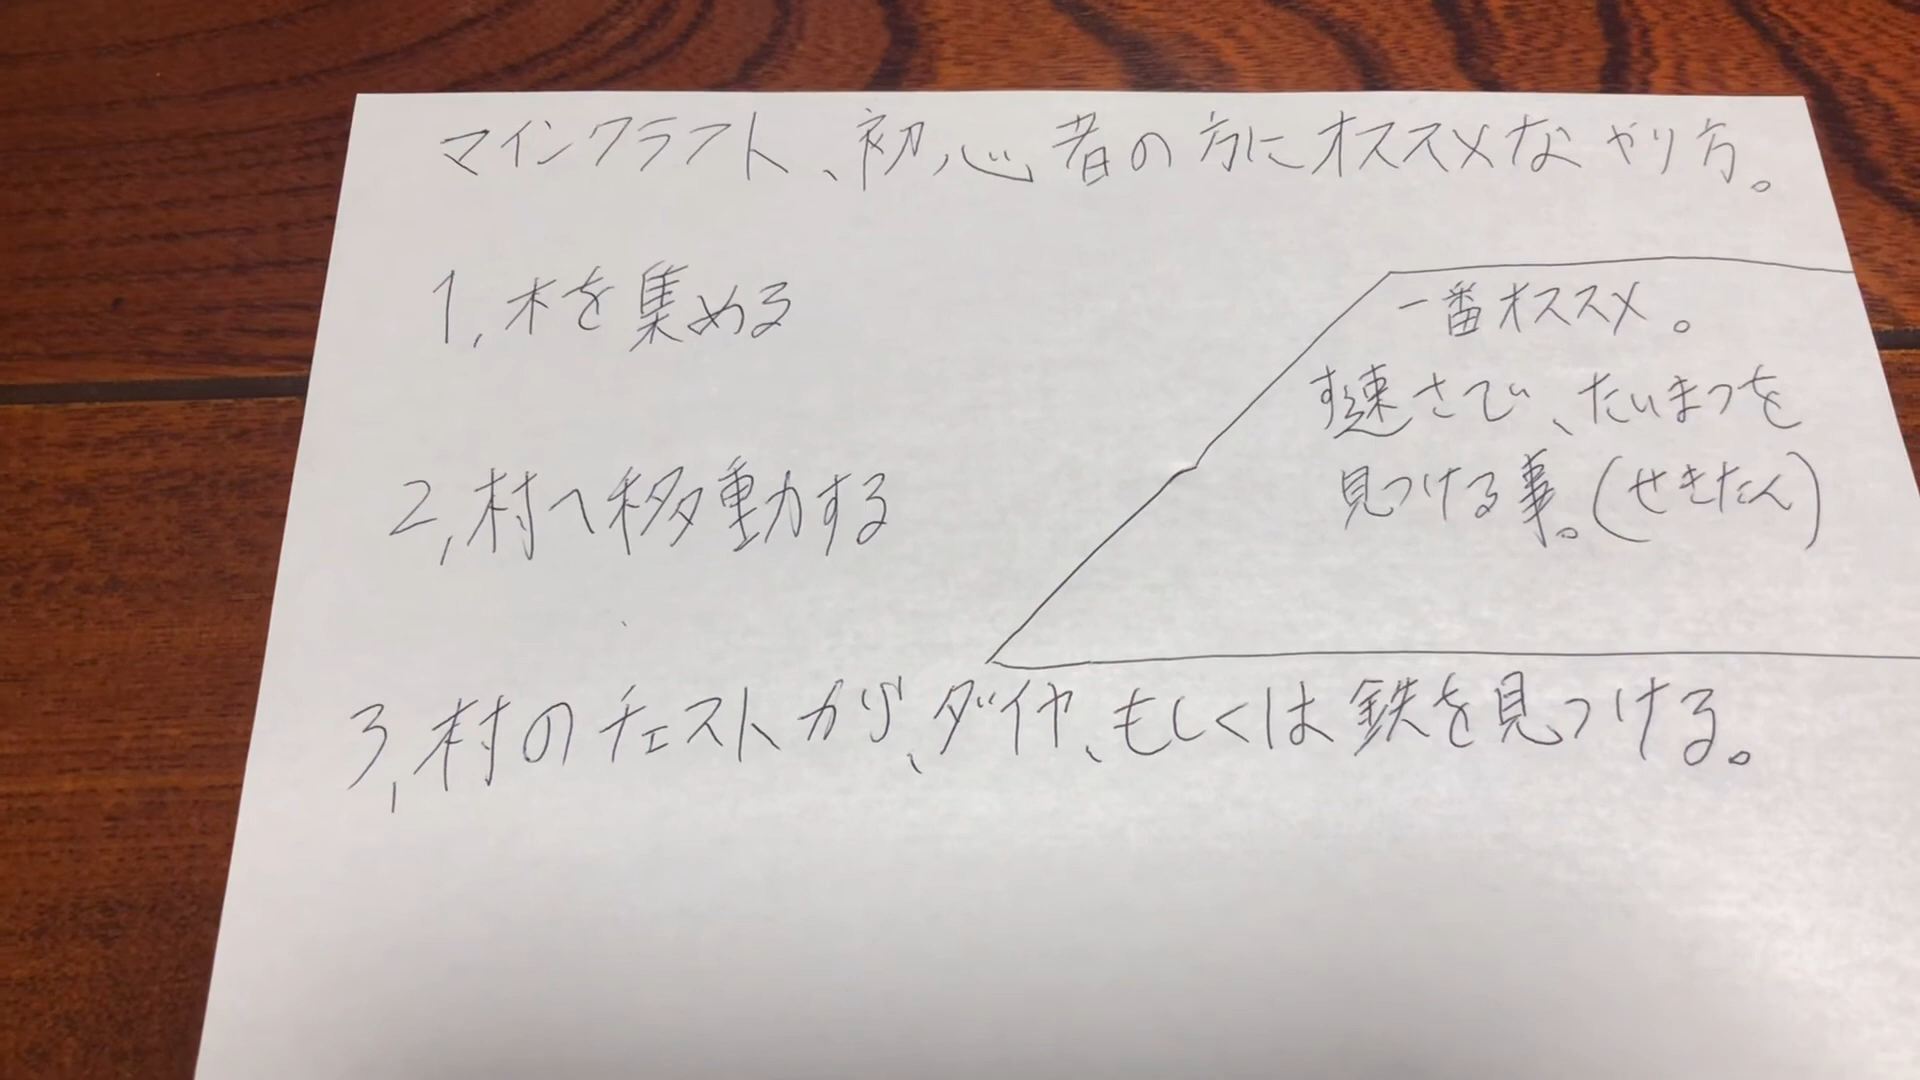 マインクラフト、初心者の方にオススメなやり方。
1,木を集める
一番オススメ。
速さで、たいまつを
見つける事。(せきたん)
2,村へ移動する
3,村のチェストから、ダイヤ、もしくは鉄を見つける。